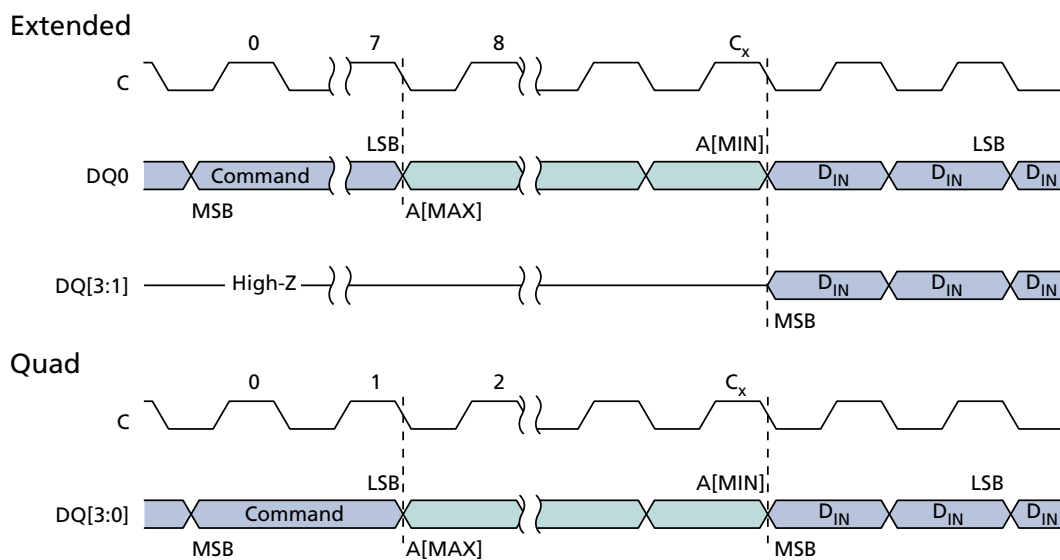 Extended
0 7 8 Cx
C
LSB A[MIN] LSB
DQ0 Command DIN DIN DIN
MSB A[MAX]
DQ[3:1] High-Z DIN DIN DIN
MSB
Quad
0 1 2 Cx
C
LSB A[MIN] LSB
DQ[3:0] Command DIN DIN DIN
MSB A[MAX] MSB